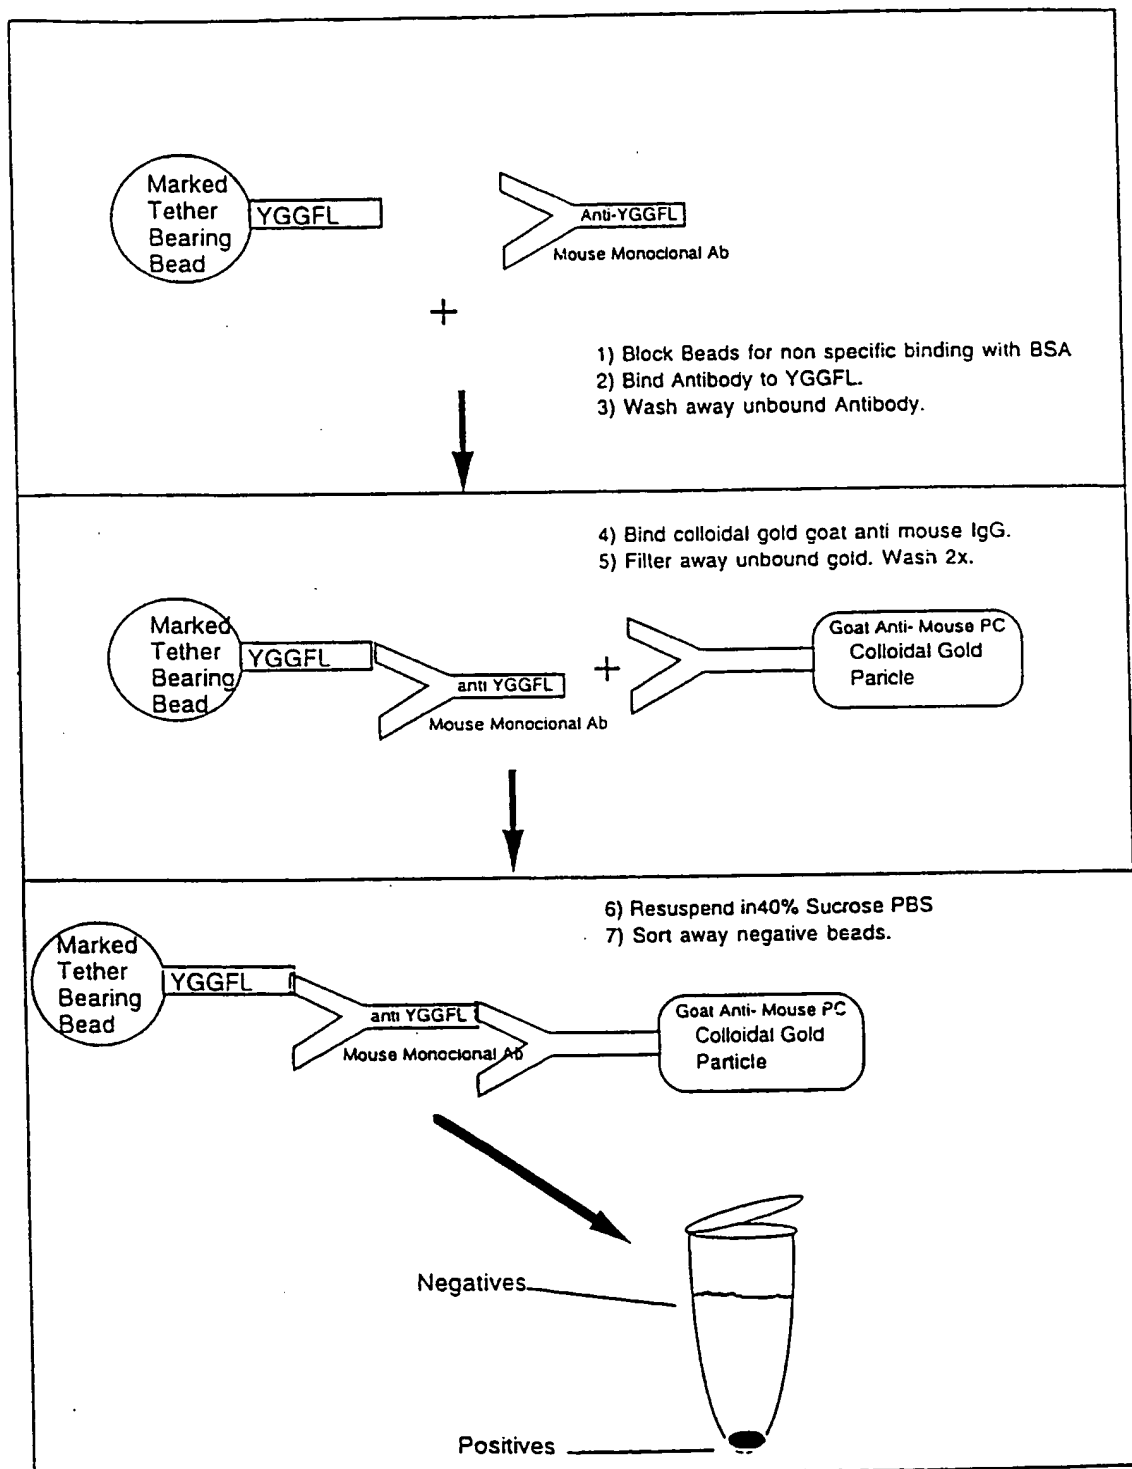 Marked
Tether
Bearing
Bead
YGGFL
Anti-YGGFL
Mouse Monoclonal Ab
+
1) Block Beads for non specific binding with BSA
2) Bind Antibody to YGGFL.
3) Wash away unbound Antibody.
4) Bind colloidal gold goat anti mouse IgG.
5) Filter away unbound gold. Wash 2x.
Marked
Tether
Bearing
Bead
YGGFL
anti YGGFL
Mouse Monoclonal Ab
+
Goat Anti- Mouse PC
Colloidal Gold
Paricle
6) Resuspend in40% Sucrose PBS
7) Sort away negative beads.
Marked
Tether
Bearing
Bead
YGGFL
anti YGGFL
Mouse Monoclonal Ab
Goat Anti- Mouse PC
Colloidal Gold
Particle
Negatives
Positives